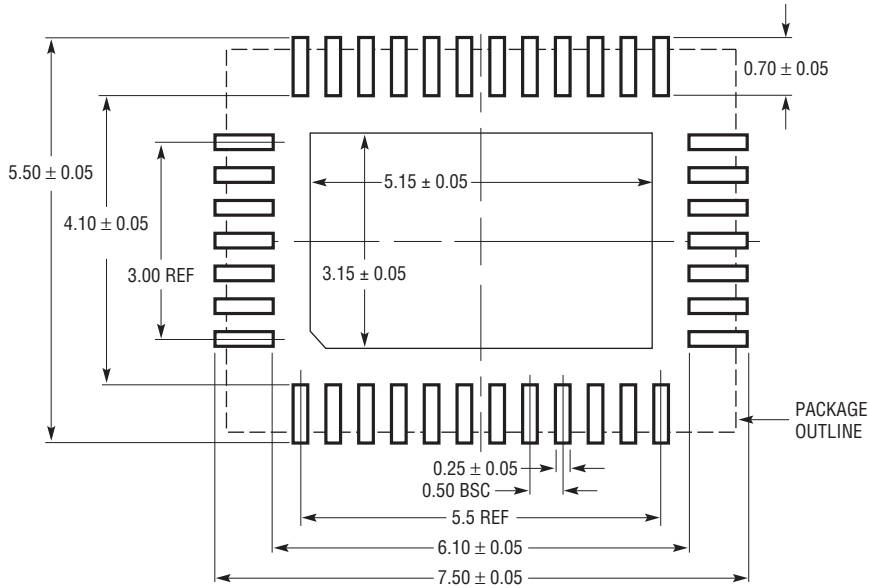 0.70 ± 0.05
5.50 ± 0.05
5.15 ± 0.05
4.10 ± 0.05
3.00 REF
3.15 ± 0.05
PACKAGE
OUTLINE
0.25 ± 0.05
0.50 BSC
5.5 REF
6.10 ± 0.05
7.50 ± 0.05